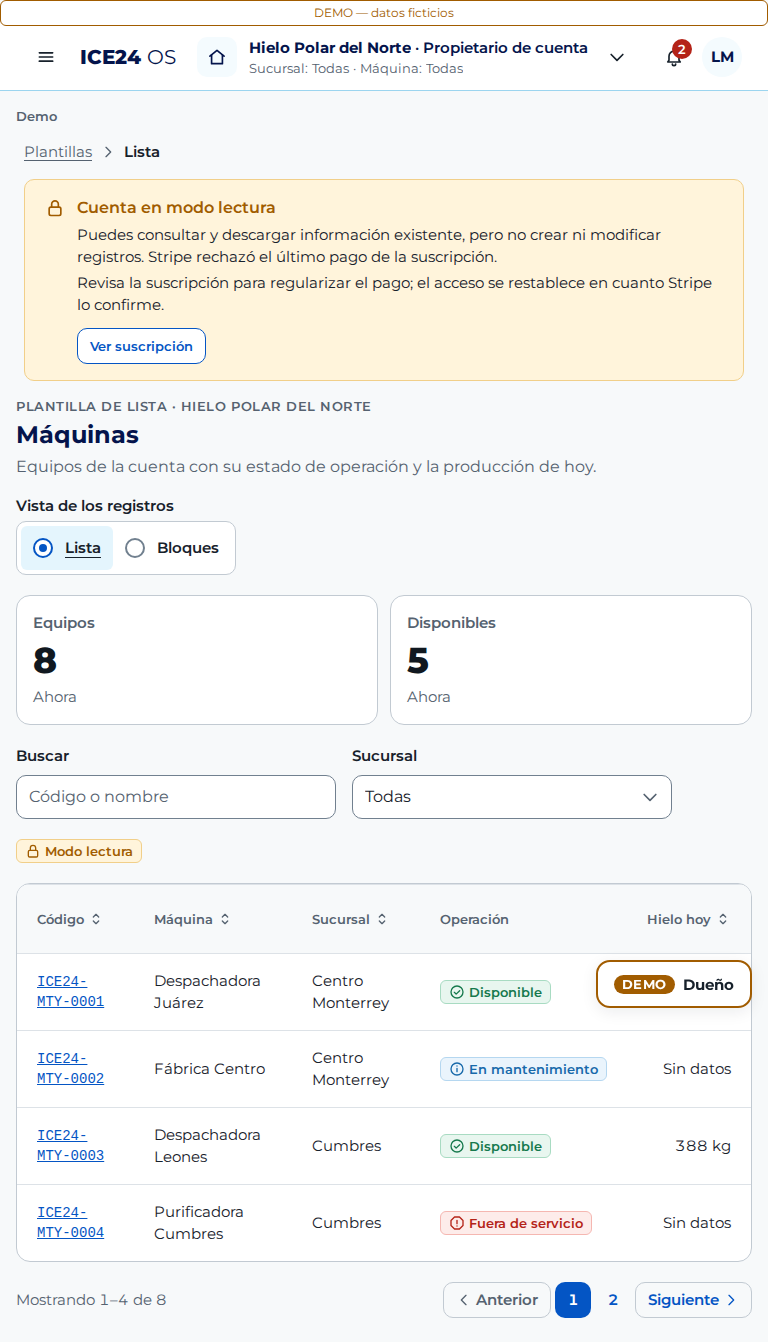 DEMO — datos ficticios
ICE24 OS
Hielo Polar del Norte · Propietario de cuenta
Sucursal: Todas · Máquina: Todas
2
LM
Demo
Plantillas > Lista
Cuenta en modo lectura
Puedes consultar y descargar información existente, pero no crear ni modificar
registros. Stripe rechazó el último pago de la suscripción.
Revisa la suscripción para regularizar el pago; el acceso se restablece en cuanto Stripe
lo confirme.
Ver suscripción
PLANTILLA DE LISTA · HIELO POLAR DEL NORTE
Máquinas
Equipos de la cuenta con su estado de operación y la producción de hoy.
Vista de los registros
Lista Bloques
Equipos
8
Ahora
Disponibles
5
Ahora
Buscar
Código o nombre
Sucursal
Todas
Modo lectura
Código Máquina Sucursal Operación Hielo hoy
ICE24-
MTY-0001
Despachadora
Juárez
Centro
Monterrey
Disponible
DEMO Dueño
ICE24-
MTY-0002
Fábrica Centro
Centro
Monterrey
En mantenimiento
Sin datos
ICE24-
MTY-0003
Despachadora
Leones
Cumbres
Disponible
388 kg
ICE24-
MTY-0004
Purificadora
Cumbres
Cumbres
Fuera de servicio
Sin datos
Mostrando 1–4 de 8
Anterior 1 2 Siguiente